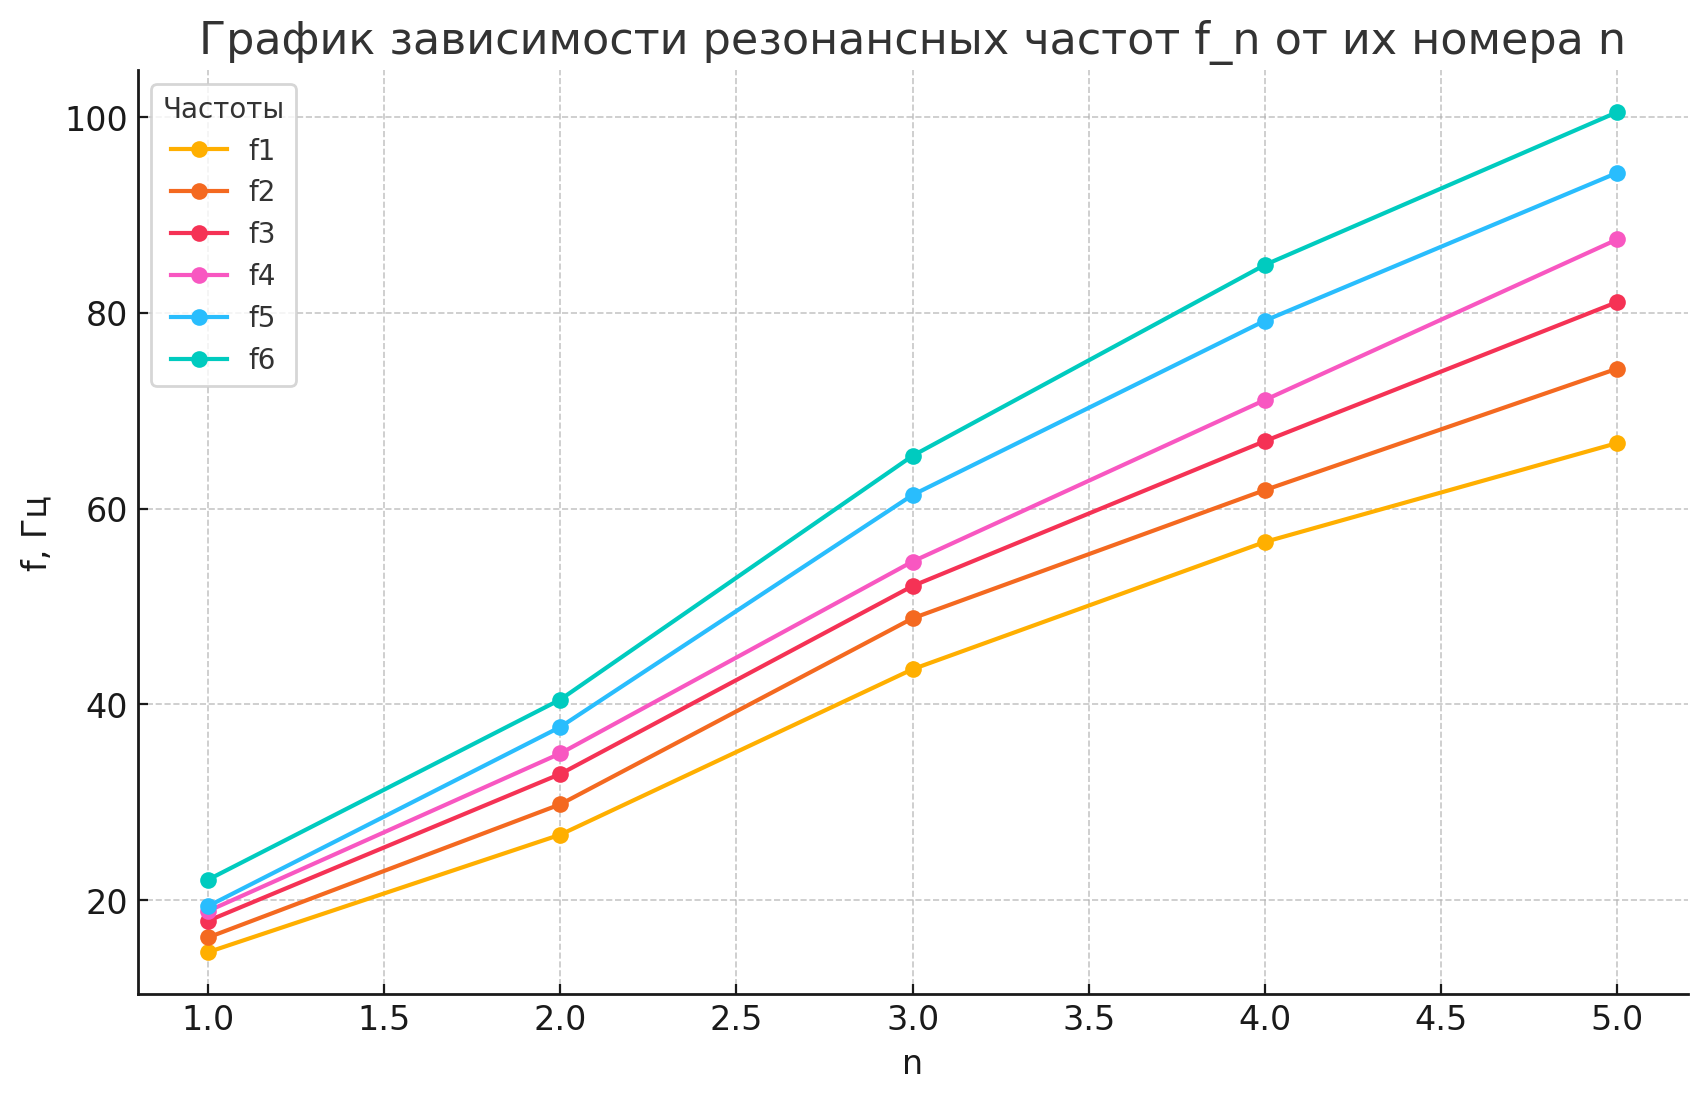 График зависимости резонансных частот f_n от их номера n
Частоты
f1
f2
f3
f4
f5
f6
100
80
60
40
20
f, Гц
1.0 1.5 2.0 2.5 3.0 3.5 4.0 4.5 5.0
n